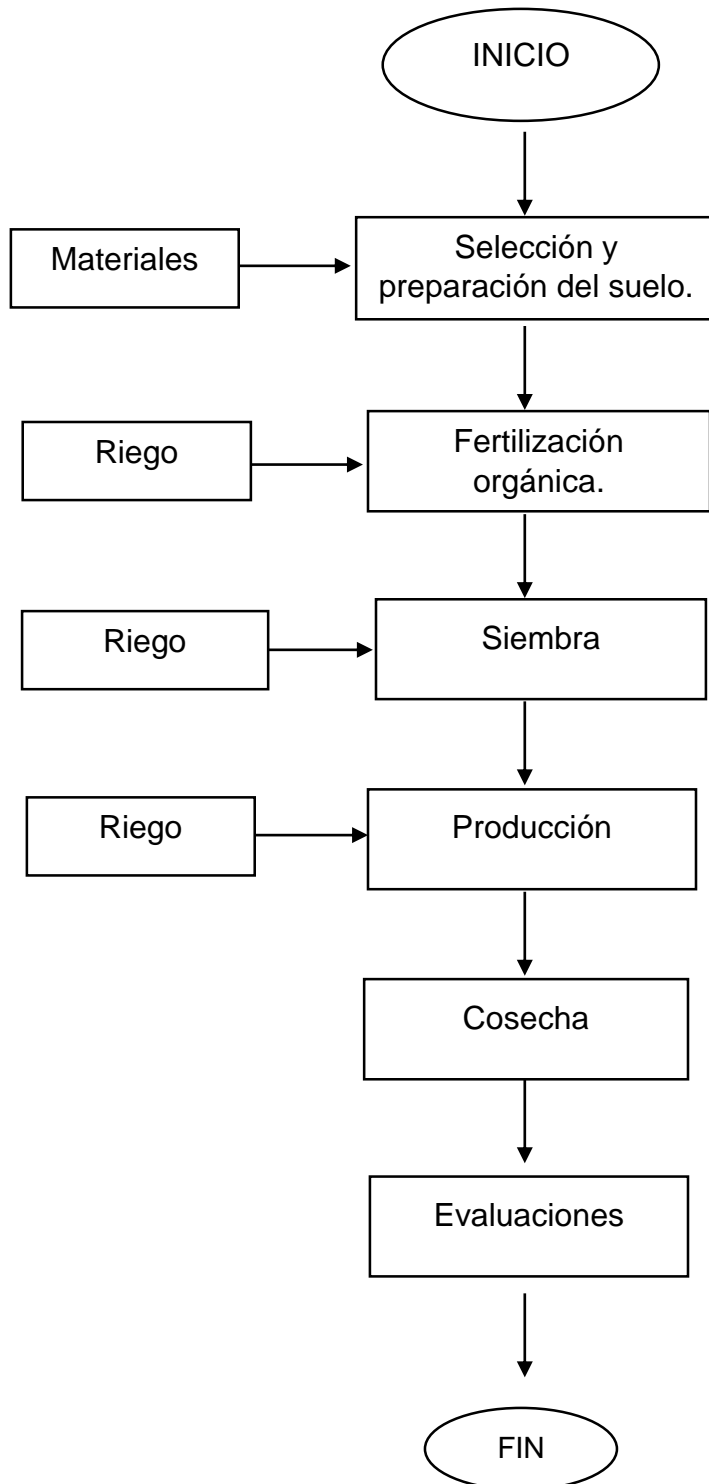 INICIO
Materiales
Selección y
preparación del suelo.
Riego
Fertilización
orgánica.
Riego
Siembra
Riego
Producción
Cosecha
Evaluaciones
FIN